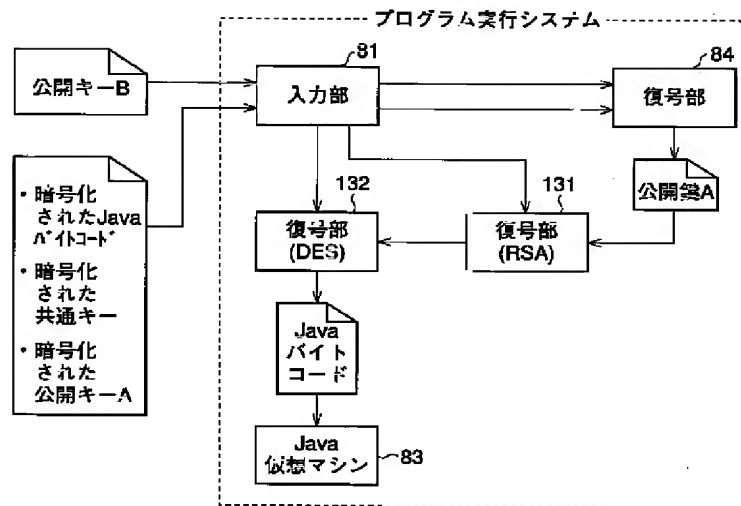 プログラム実行システム
公開キーB
81
入力部
84
復号部
・暗号化
されたJava
バイトコード
・暗号化
された
共通キー
・暗号化
された
公開キーA
公開鍵A
132
復号部
(DES)
131
復号部
(RSA)
Java
バイト
コード
Java
仮想マシン
83